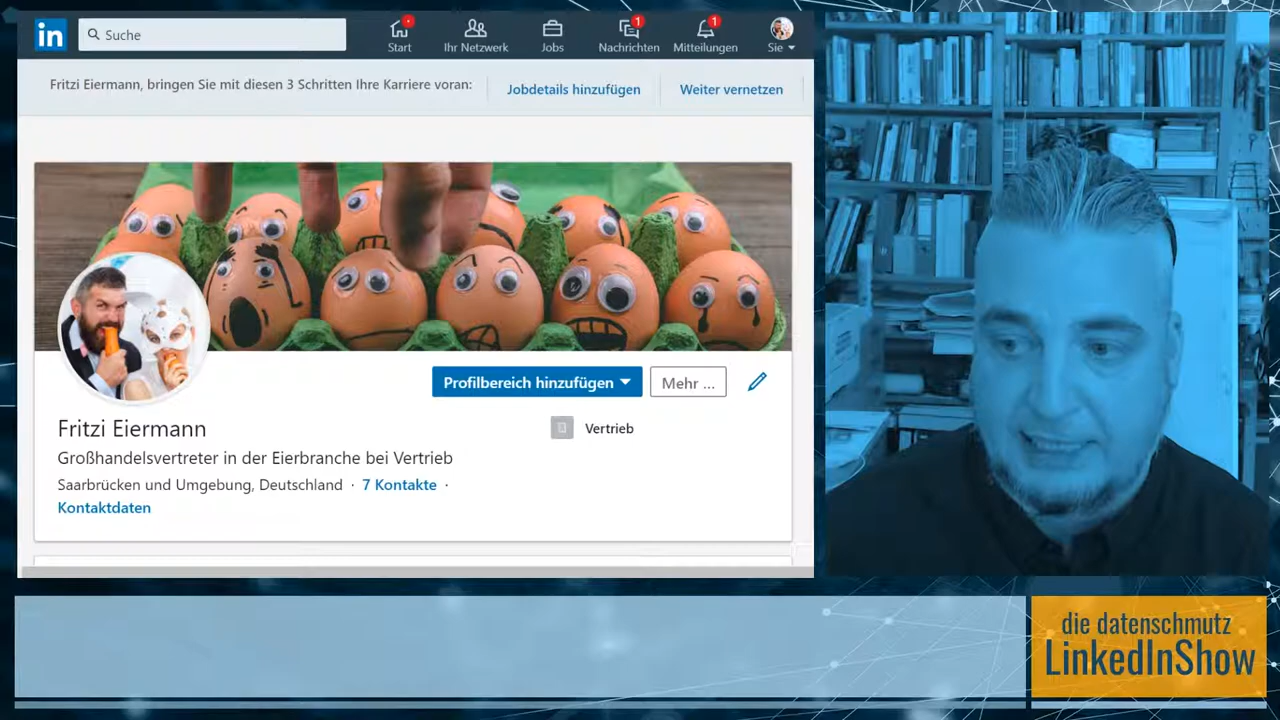 in
Suche
Start
Ihr Netzwerk
Jobs
1
Nachrichten
1
Mitteilungen
Sie
Fritzi Eiermann, bringen Sie mit diesen 3 Schritten Ihre Karriere voran:
Jobdetails hinzufügen
Weiter vernetzen
Profilbereich hinzufügen
Mehr ...
Fritzi Eiermann
Vertrieb
Großhandelsvertreter in der Eierbranche bei Vertrieb
Saarbrücken und Umgebung, Deutschland · 7 Kontakte ·
Kontaktdaten
die datenschmutz
LinkedInShow